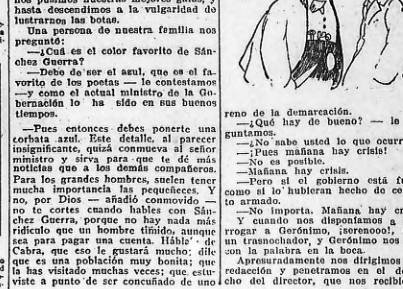 nos pusimos nuestras mejores galas, y
hasta descendimos a la vulgaridad do
lustrarnos las botas.
Una persona de nuestra familia nos
preguntó:
—¿Cuá es el color favorito de Sán-
chez Guerra?
—Debe de ser el azul, que es el fa-
vorito de los poetas — le contestamos
—y como el actual ministro de la Go-
bernación lo ha sido en sus buenos
tiempos.
—Pues entonces debes ponerte una
corbata azul. Este detalle, al parecer
insignificante, quizá conmueva al señor
ministro y sirva para que te dé más
noticias que a los demás compañeros.
Para los grandes hombres, suelen tener
mucha importancia las pequeñeces. Y
no, por Dios — añadió conmovido —
no te cortes cuando hables con Sán-
chez Guerra, porque no hay nada más
ridículo que un hombre tímido, aunque
sea para pagar una cuenta. Háble de
Cabra, que eso le gustará mucho; dile
que es una población muy bonita; que
la has visitado muchas veces; que estu-
viste a punto de ser concuñado de uno
reno de la demarcación.
—¿Qué hay de bueno? — le
guntamos.
—¿No sabe usted lo que ocurr
—¡Pues mañana hay crisis!
—No es posible.
—Mañana hay crisis.
—Pero si el gobierno está fu
como si lo hubieran hecho de ce
to armado.
—No importa. Mañana hay cr
Y cuando nos disponíamos a
rrogar a Gerónimo, ¡serenooo!,
un trasnochador, y Gerónimo nos
con la palabra en la boca.
Apresuradamente nos dirigimos
redacción y penetramos en el de
cho del director, que nos recibio